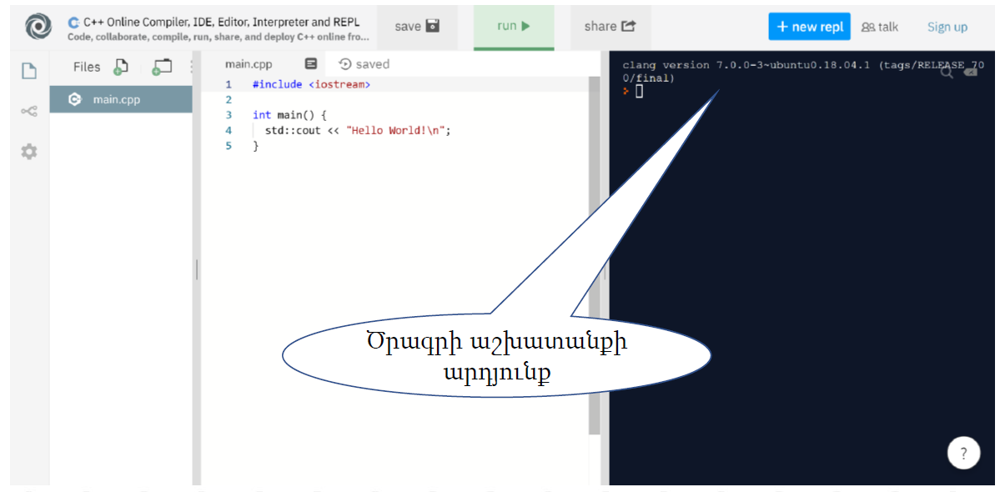 C++ Online Compiler, IDE, Editor, Interpreter and REPL
Code, collaborate, compile, run, share, and deploy C++ online fro...
save
run
share
+ new repl
talk
Sign up
Files
main.cpp
main.cpp
saved
1 #include <iostream>
2
3 int main() {
4 std::cout << "Hello World!\n";
5 }
clang version 7.0.0-3~ubuntu0.18.04.1 (tags/RELEASE_70
0/final)
Ծրագրի աշխատանքի
արդյունք
?